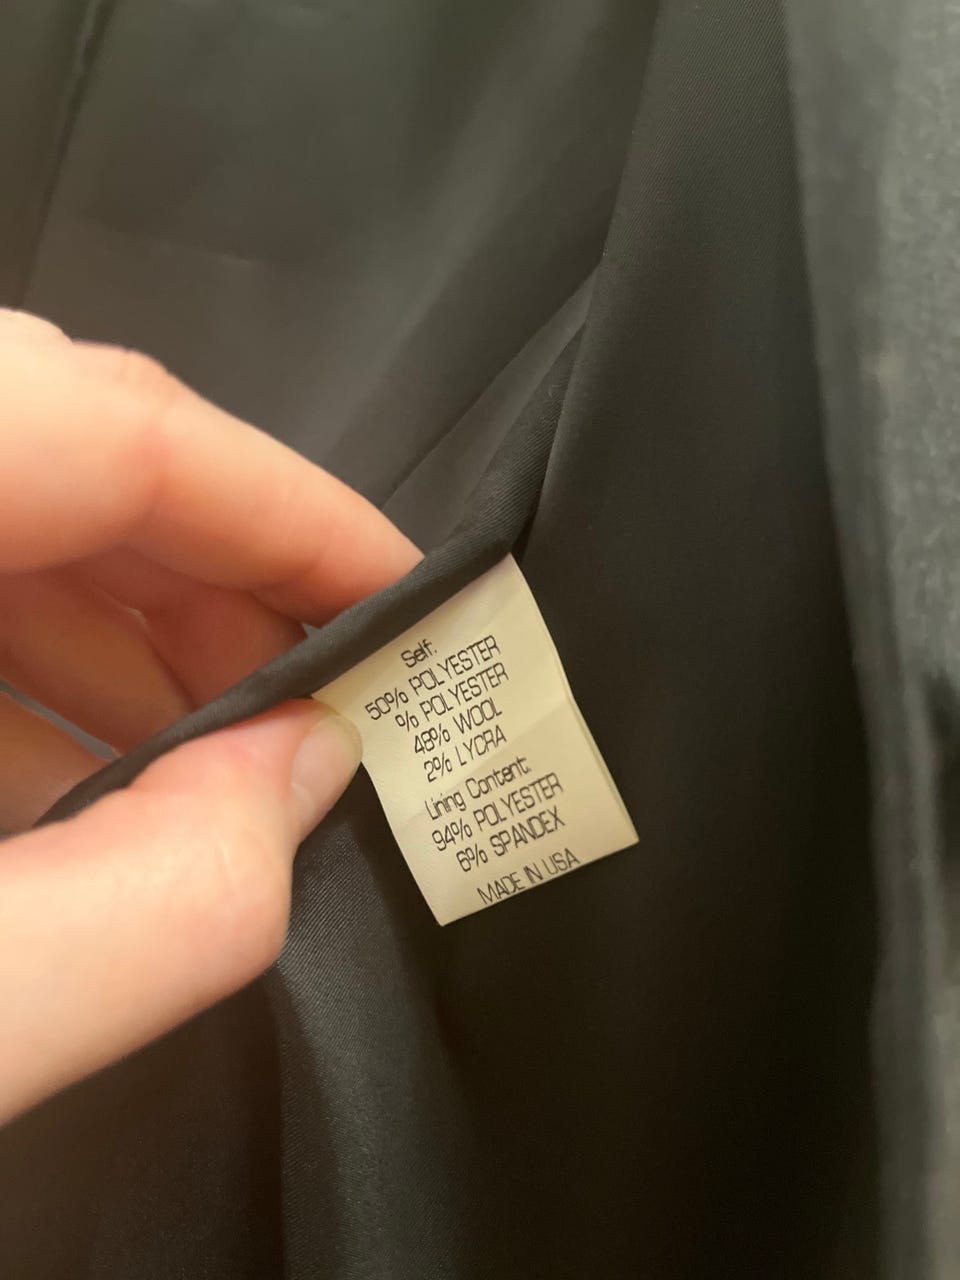 Self:
50% POLYESTER
% POLYESTER
48% WOOL
2% LYCRA
Lining Content:
94% POLYESTER
6% SPANDEX
MADE IN USA